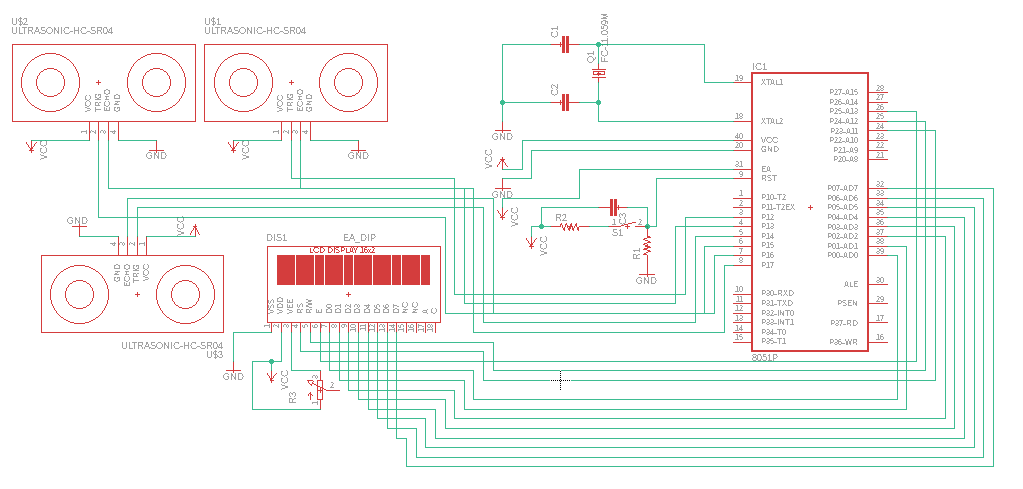 U$2
ULTRASONIC-HC-SR04
VCC
TRIG
ECHO
GND
1
2
3
4
VCC
GND
U$1
ULTRASONIC-HC-SR04
VCC
TRIG
ECHO
GND
1
2
3
4
VCC
GND
GND
VCC
4
3
2
1
GND
ECHO
TRIG
VCC
ULTRASONIC-HC-SR04
U$3
DIS1
EA_DIP
LCD DISPLAY 16x2
VSS
VDD
VEE
RS
R/W
E
D0
D1
D2
D3
D4
D5
D6
D7
NC
NC
A
C
1
2
3
4
5
6
7
8
9
10
11
12
13
14
15
16
17
18
GND
VCC
R3
3
2
1
C1
C2
Q1
FC-11.059M
GND
VCC
GND
VCC
VCC
R2
C3
S1
1
2
R1
GND
IC1
19 XTAL1
18 XTAL2
40 VCC
20 GND
31 EA
9 RST
1 P10-T2
2 P11-T2EX
3 P12
4 P13
5 P14
6 P15
7 P16
8 P17
10 P30-RXD
11 P31-TXD
12 P32-INT0
13 P33-INT1
14 P34-T0
15 P35-T1
P27-A15 28
P26-A14 27
P25-A13 26
P24-A12 25
P23-A11 24
P22-A10 23
P21-A9 22
P20-A8 21
P07-AD7 32
P06-AD6 33
P05-AD5 34
P04-AD4 35
P03-AD3 36
P02-AD2 37
P01-AD1 38
P00-AD0 39
ALE 30
PSEN 29
P37-RD 17
P36-WR 16
8051P